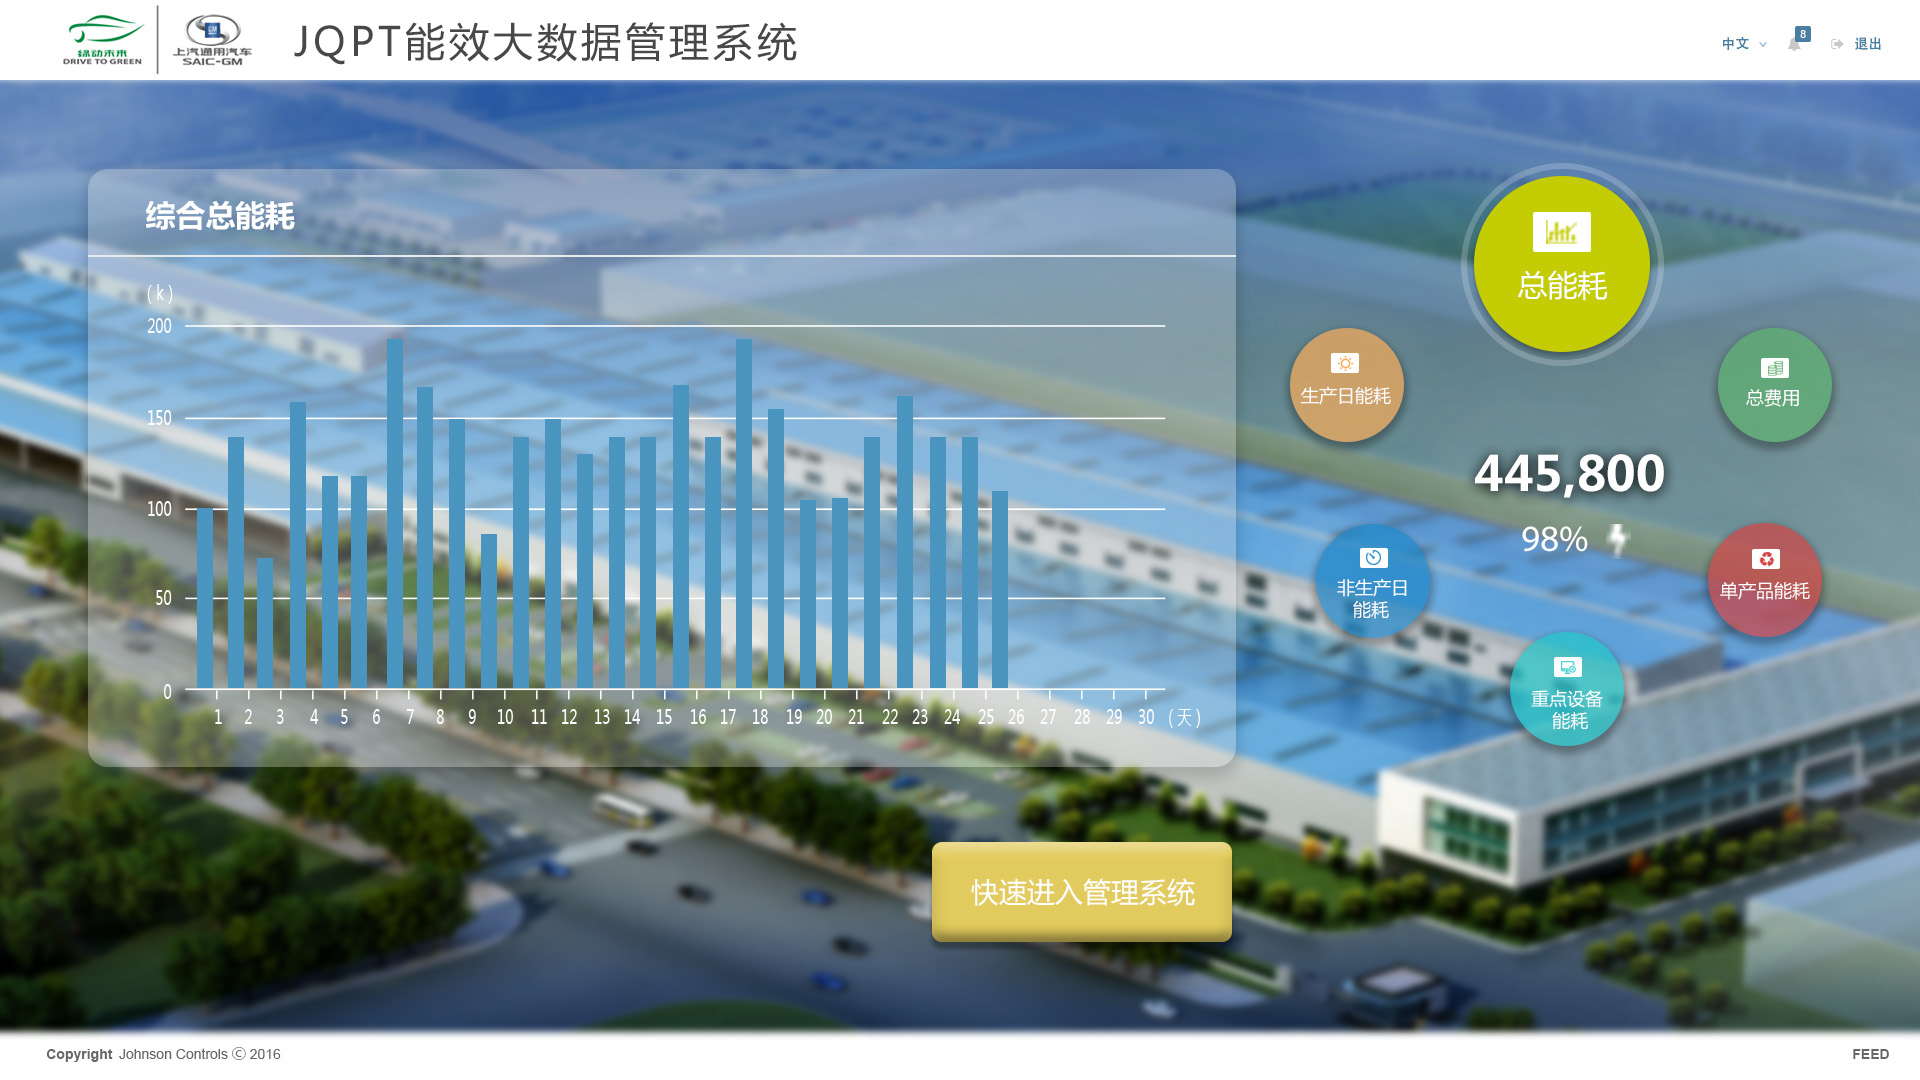 绿动未来
DRIVE TO GREEN
上汽通用汽车
SAIC-GM
JQPT能效大数据管理系统
中文
8
退出
综合总能耗
(k)
200
150
100
50
0
1 2 3 4 5 6 7 8 9 10 11 12 13 14 15 16 17 18 19 20 21 22 23 24 25 26 27 28 29 30 (天)
总能耗
生产日能耗
总费用
445,800
98%
非生产日
能耗
单产品能耗
重点设备
能耗
快速进入管理系统
Copyright Johnson Controls Ⓒ 2016
FEED